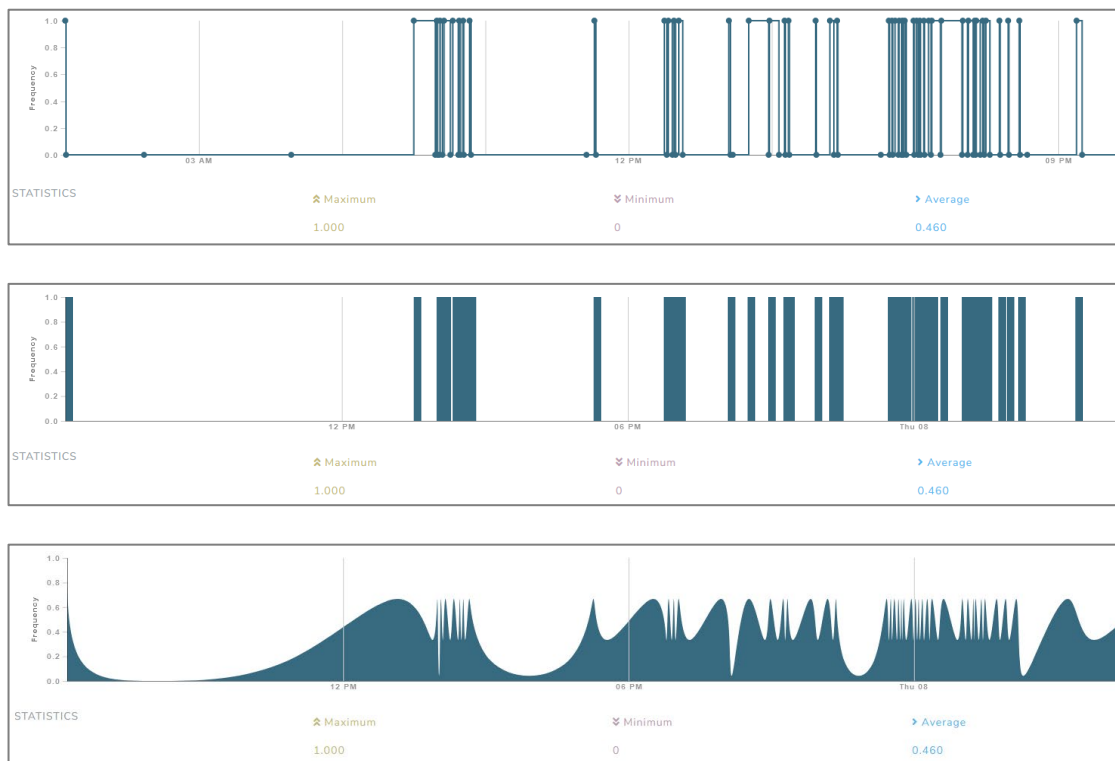 1.0
0.8
0.6
0.4
0.2
0.0
Frequency
03 AM 12 PM 09 PM
STATISTICS
Maximum Minimum Average
1.000 0 0.460
1.0
0.8
0.6
0.4
0.2
0.0
Frequency
12 PM 06 PM Thu 08
STATISTICS
Maximum Minimum Average
1.000 0 0.460
1.0
0.8
0.6
0.4
0.2
0.0
Frequency
12 PM 06 PM Thu 08
STATISTICS
Maximum Minimum Average
1.000 0 0.460